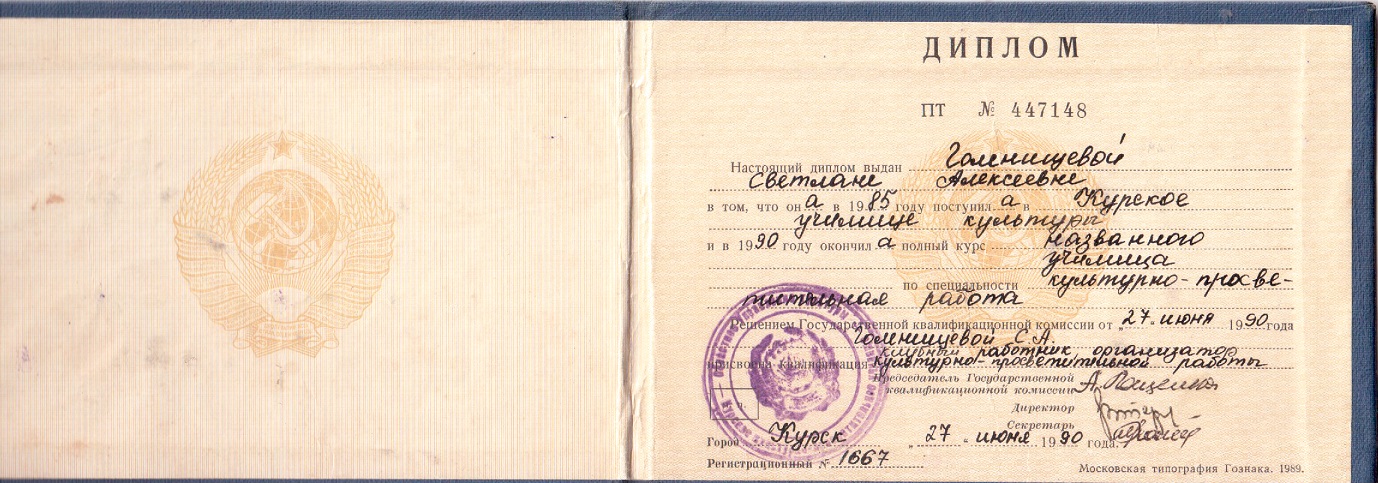 ДИПЛОМ
ПТ № 447148
Настоящий диплом выдан Голенищевой
Светлане Алексеевне
в том, что она в 1985 году поступила в Курское
училище культуры
и в 1990 году окончила полный курс названного
училища
по специальности культурно-просве-
тительная работа
Решением Государственной квалификационной комиссии от "27" июня 1990 года
Голенищевой С.А.
клубный работник, организатор
присвоена квалификация культурно-просветительной работы
Председатель Государственной
квалификационной комиссии
Директор
Секретарь
Город Курск "27" июня 1990 года.
Регистрационный № 1667
Московская типография Гознака. 1989.